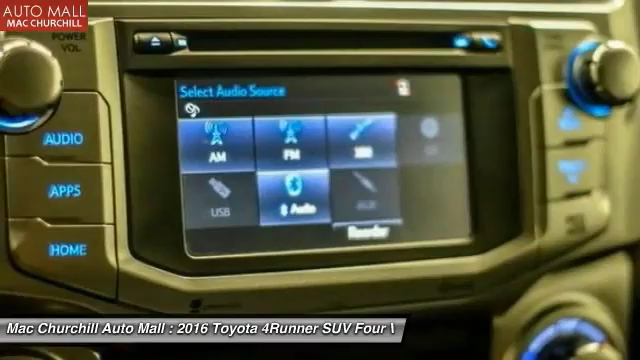 AUTO MALL
MAC CHURCHILL
POWER
VOL
Select Audio Source
AM FM
USB Audio
Reorder
AUDIO
APPS
HOME
Mac Churchill Auto Mall : 2016 Toyota 4Runner SUV Four \